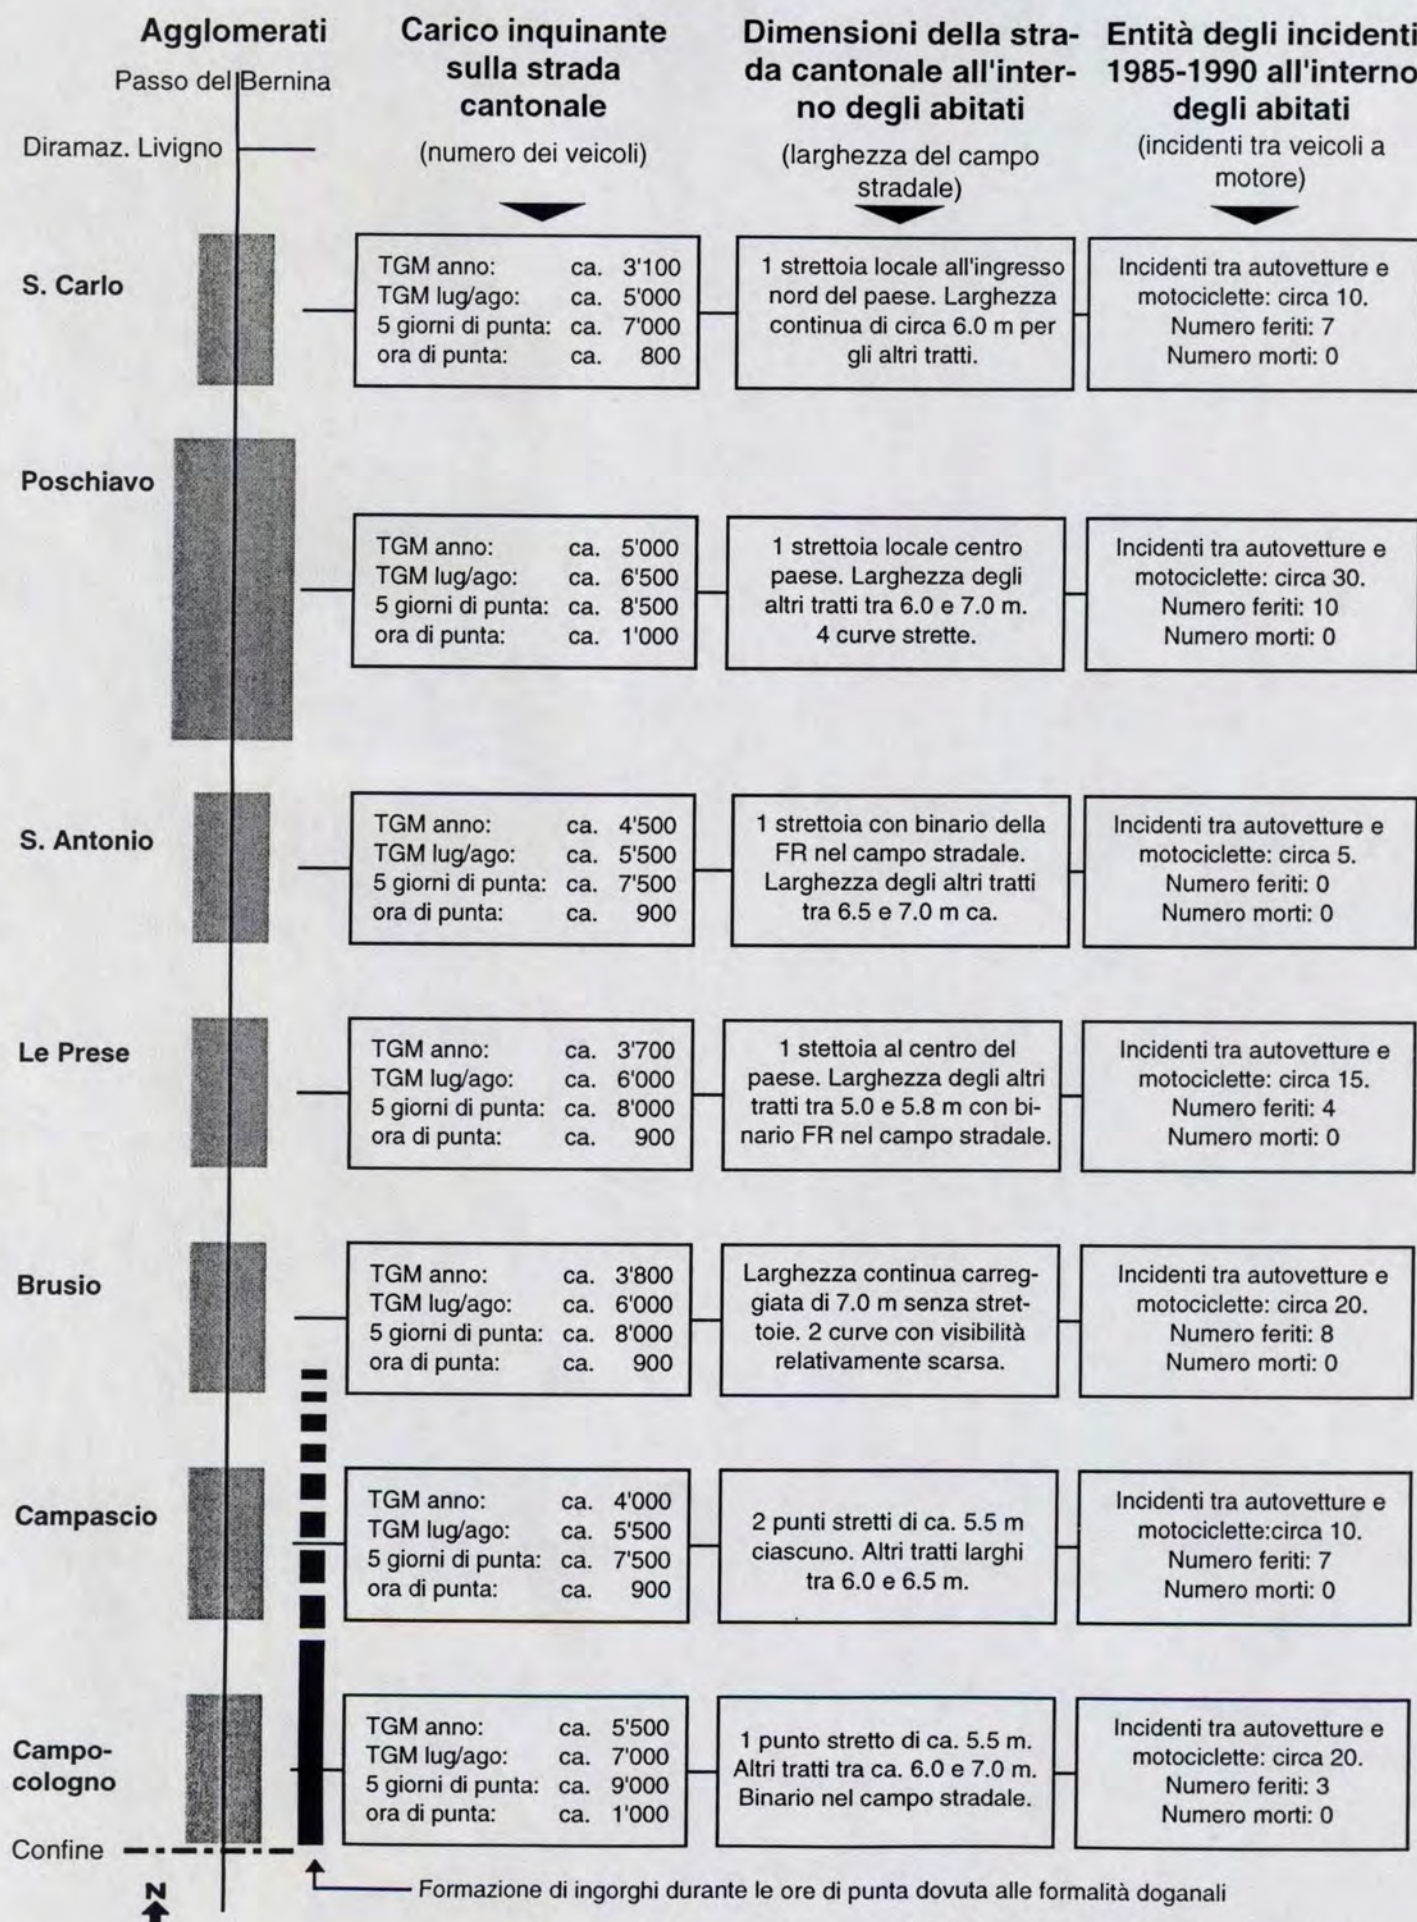 Agglomerati
Passo del Bernina
Diramaz. Livigno
Carico inquinante
sulla strada
cantonale
(numero dei veicoli)
Dimensioni della stra-
da cantonale all'inter-
no degli abitati
(larghezza del campo
stradale)
Entità degli incidenti
1985-1990 all'interno
degli abitati
(incidenti tra veicoli a
motore)
S. Carlo
TGM anno: ca. 3'100
TGM lug/ago: ca. 5'000
5 giorni di punta: ca. 7'000
ora di punta: ca. 800
1 strettoia locale all'ingresso
nord del paese. Larghezza
continua di circa 6.0 m per
gli altri tratti.
Incidenti tra autovetture e
motociclette: circa 10.
Numero feriti: 7
Numero morti: 0
Poschiavo
TGM anno: ca. 5'000
TGM lug/ago: ca. 6'500
5 giorni di punta: ca. 8'500
ora di punta: ca. 1'000
1 strettoia locale centro
paese. Larghezza degli
altri tratti tra 6.0 e 7.0 m.
4 curve strette.
Incidenti tra autovetture e
motociclette: circa 30.
Numero feriti: 10
Numero morti: 0
S. Antonio
TGM anno: ca. 4'500
TGM lug/ago: ca. 5'500
5 giorni di punta: ca. 7'500
ora di punta: ca. 900
1 strettoia con binario della
FR nel campo stradale.
Larghezza degli altri tratti
tra 6.5 e 7.0 m ca.
Incidenti tra autovetture e
motociclette: circa 5.
Numero feriti: 0
Numero morti: 0
Le Prese
TGM anno: ca. 3'700
TGM lug/ago: ca. 6'000
5 giorni di punta: ca. 8'000
ora di punta: ca. 900
1 stettoia al centro del
paese. Larghezza degli altri
tratti tra 5.0 e 5.8 m con bi-
nario FR nel campo stradale.
Incidenti tra autovetture e
motociclette: circa 15.
Numero feriti: 4
Numero morti: 0
Brusio
TGM anno: ca. 3'800
TGM lug/ago: ca. 6'000
5 giorni di punta: ca. 8'000
ora di punta: ca. 900
Larghezza continua carreg-
giata di 7.0 m senza stret-
toie. 2 curve con visibilità
relativamente scarsa.
Incidenti tra autovetture e
motociclette: circa 20.
Numero feriti: 8
Numero morti: 0
Campascio
TGM anno: ca. 4'000
TGM lug/ago: ca. 5'500
5 giorni di punta: ca. 7'500
ora di punta: ca. 900
2 punti stretti di ca. 5.5 m
ciascuno. Altri tratti larghi
tra 6.0 e 6.5 m.
Incidenti tra autovetture e
motociclette:circa 10.
Numero feriti: 7
Numero morti: 0
Campo-
cologno
TGM anno: ca. 5'500
TGM lug/ago: ca. 7'000
5 giorni di punta: ca. 9'000
ora di punta: ca. 1'000
1 punto stretto di ca. 5.5 m.
Altri tratti tra ca. 6.0 e 7.0 m.
Binario nel campo stradale.
Incidenti tra autovetture e
motociclette: circa 20.
Numero feriti: 3
Numero morti: 0
Confine
N
Formazione di ingorghi durante le ore di punta dovuta alle formalità doganali